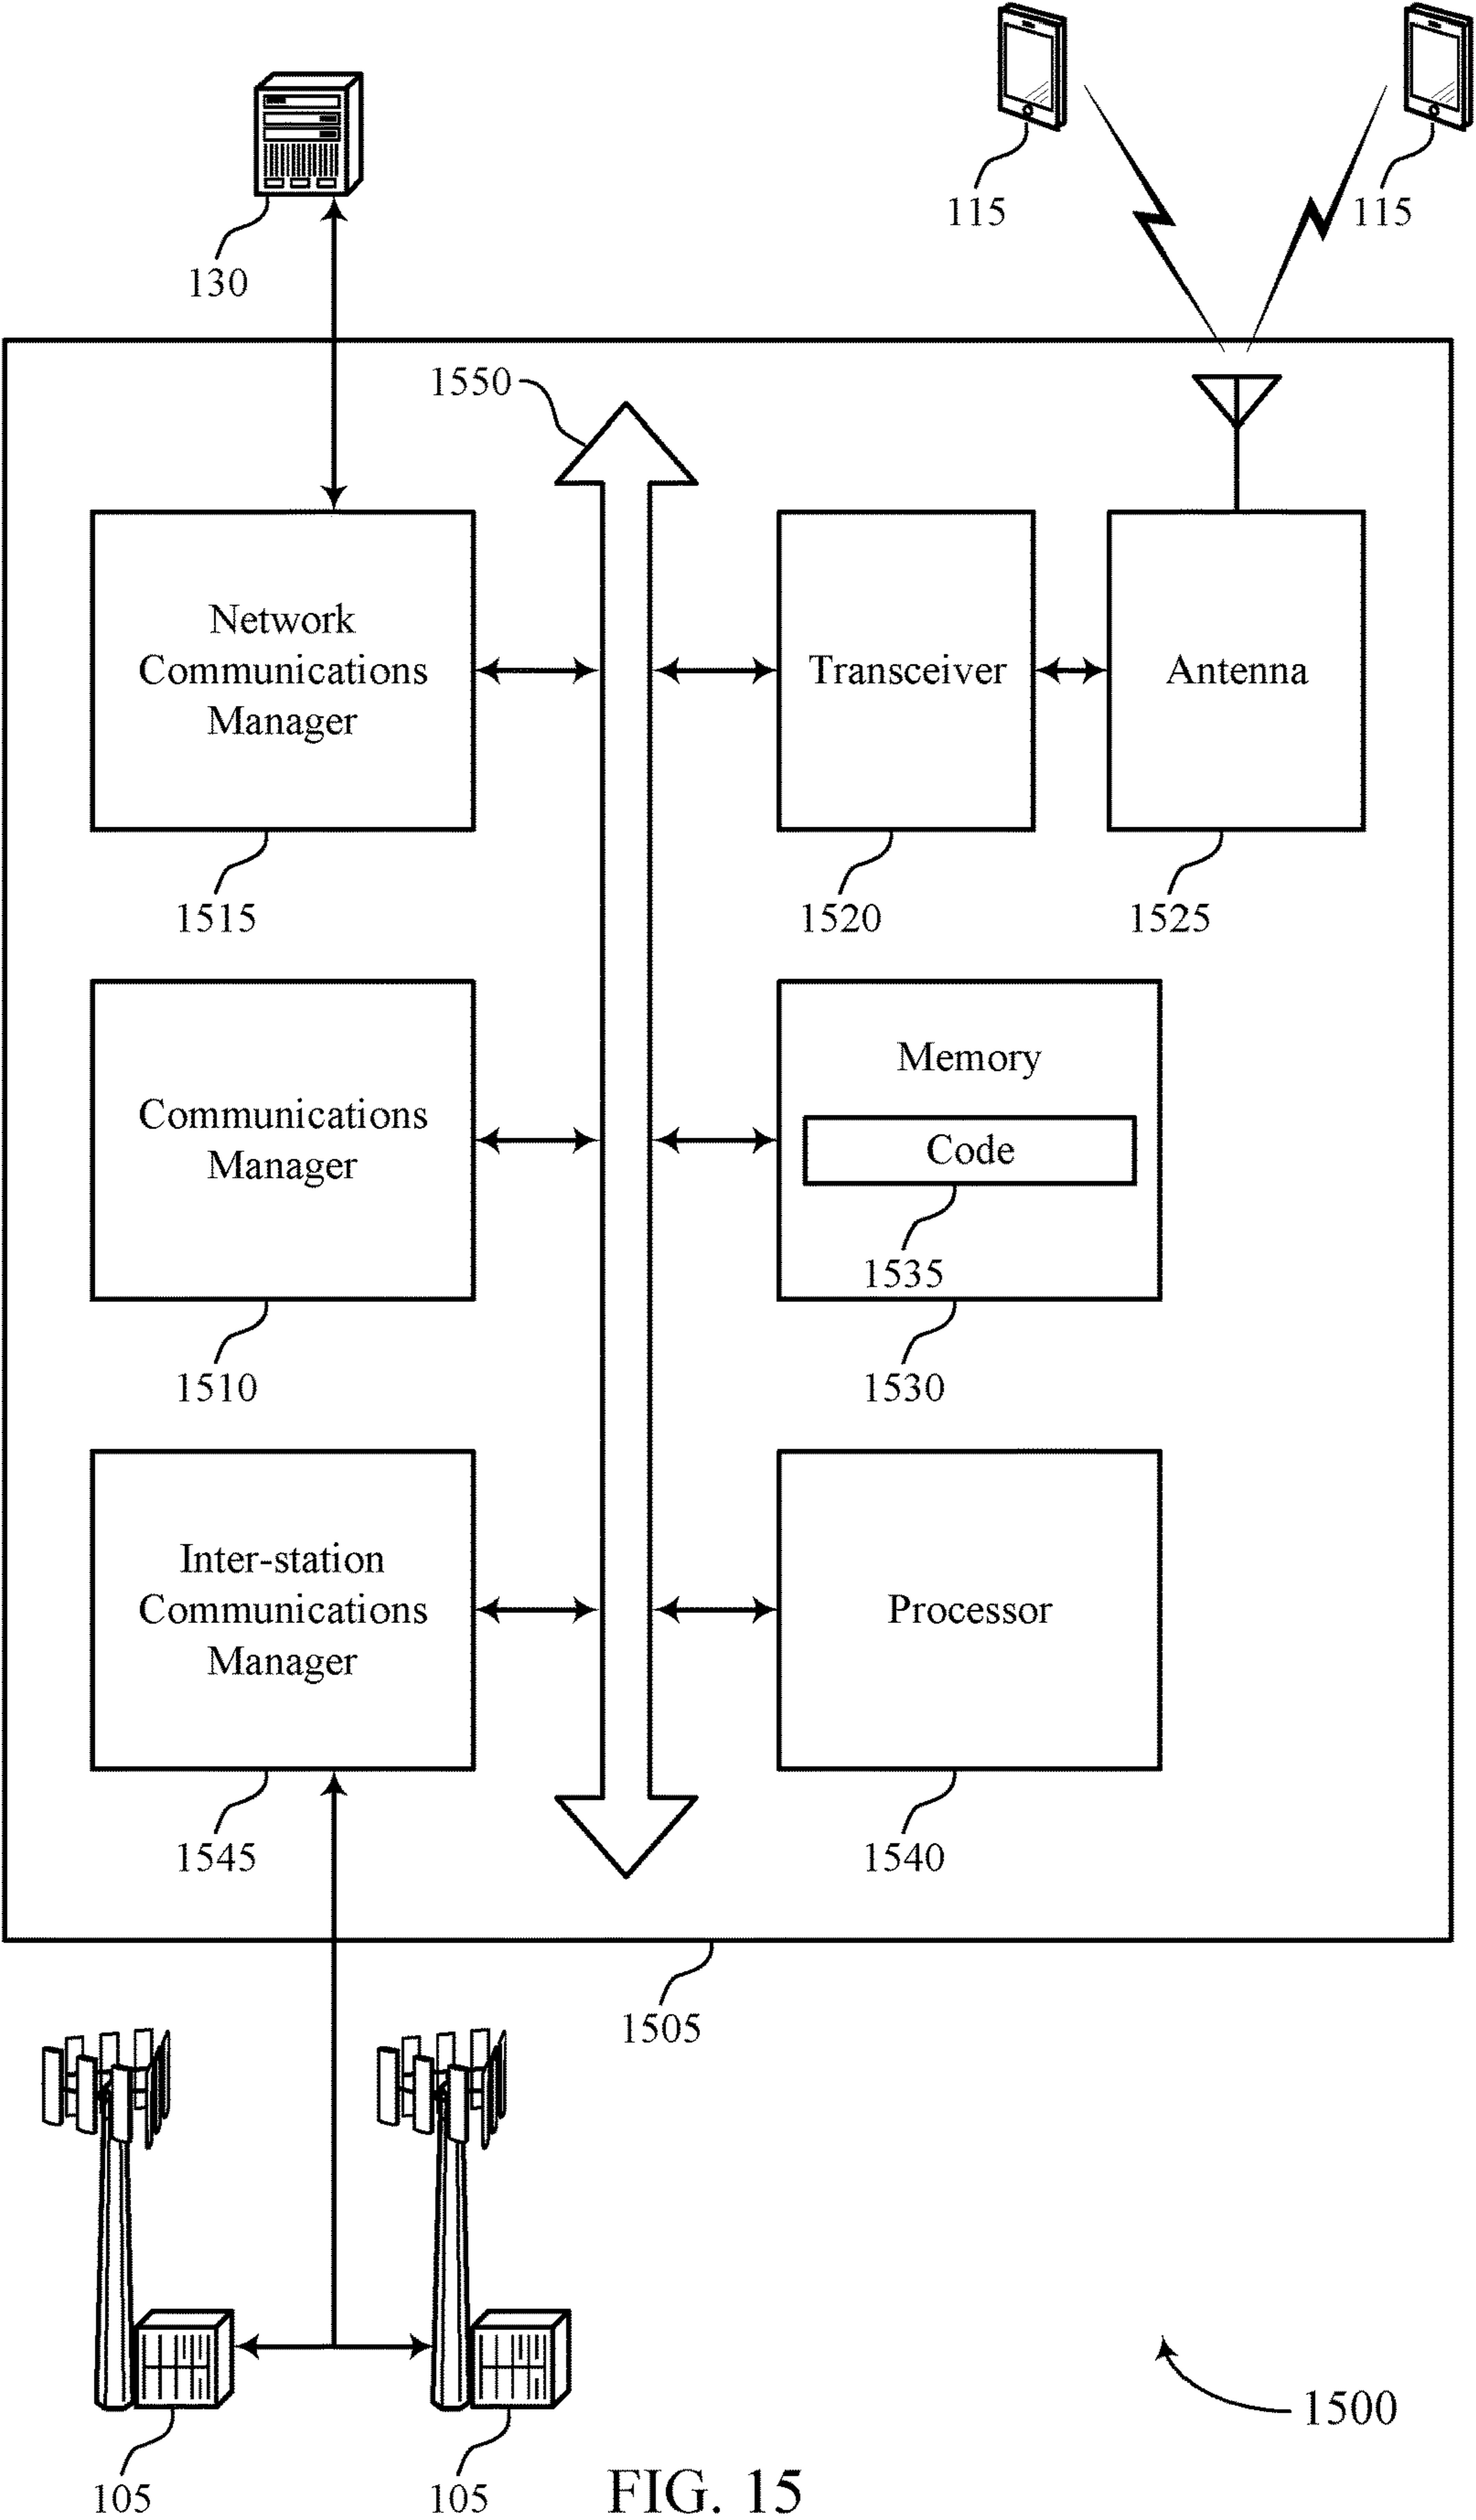 115
115
130
1550
Network
Communications
Manager
Transceiver
Antenna
1515
1520
1525
Communications
Manager
Memory
Code
1535
1510
1530
Inter-station
Communications
Manager
Processor
1545
1540
1505
1500
105
105
FIG. 15